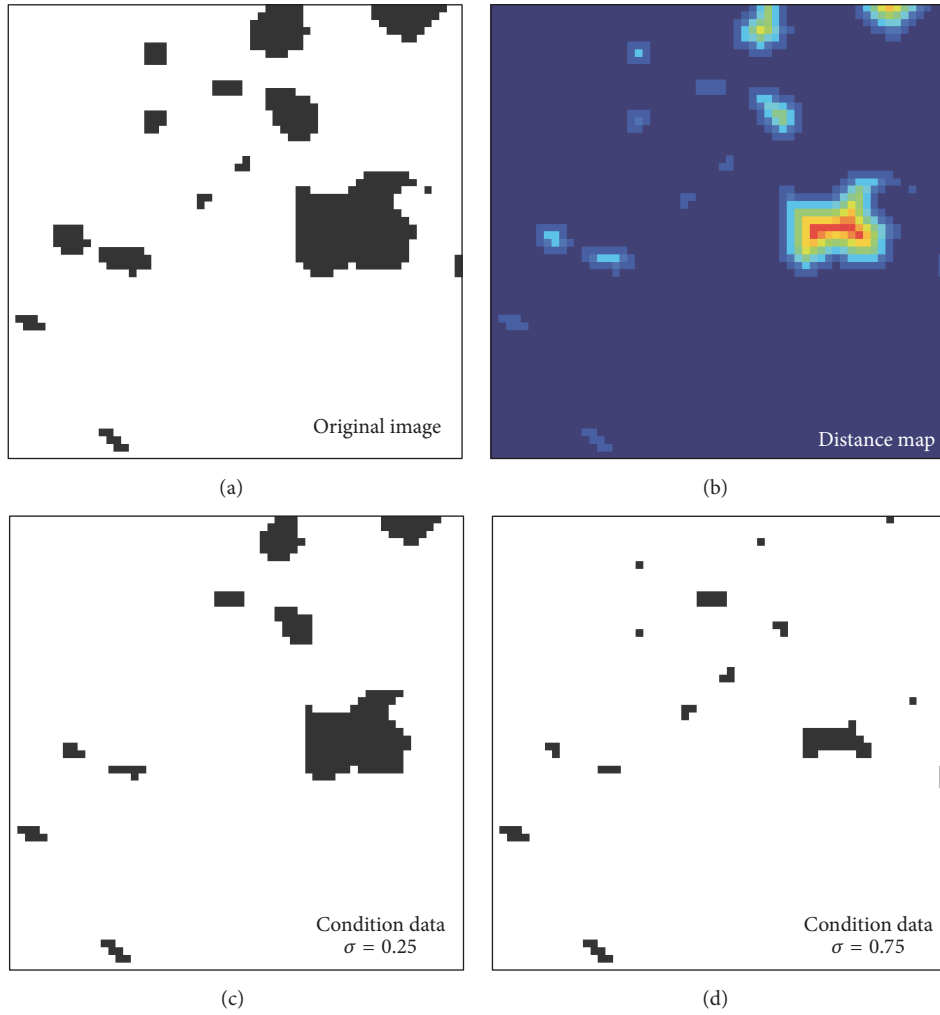 Original image
Distance map
(a)
(b)
Condition data
σ = 0.25
Condition data
σ = 0.75
(c)
(d)